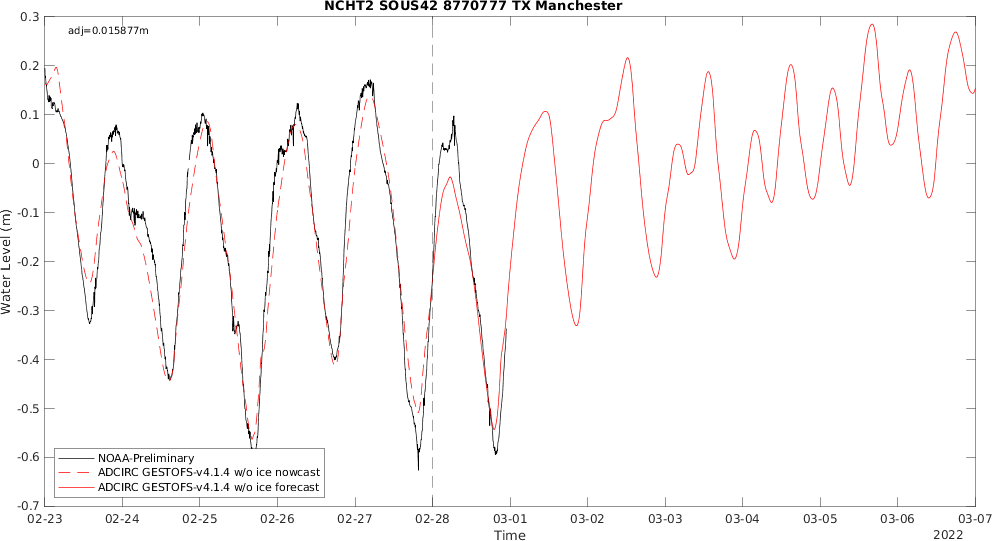 NCHT2 SOUS42 8770777 TX Manchester
adj=0.015877m
0.3
0.2
0.1
0
-0.1
-0.2
-0.3
-0.4
-0.5
-0.6
-0.7
Water Level (m)
NOAA-Preliminary
ADCIRC GESTOFS-v4.1.4 w/o ice nowcast
ADCIRC GESTOFS-v4.1.4 w/o ice forecast
02-23 02-24 02-25 02-26 02-27 02-28 03-01 03-02 03-03 03-04 03-05 03-06 03-07
Time
2022